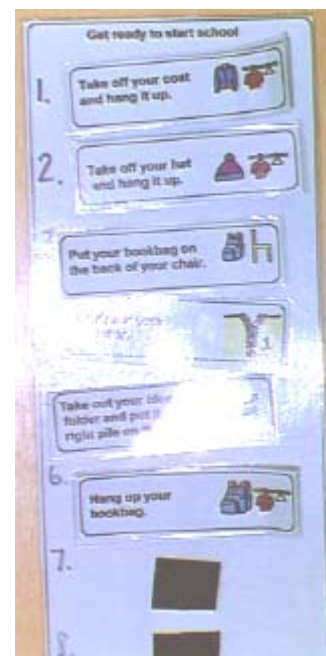 Get ready to start school
1.
Take off your coat
and hang it up.
2.
Take off your hat
and hang it up.
Put your bookbag on
the back of your chair.
your
Take out your
folder and put
right pile on
6.
Hang up your
bookbag.
7.
8.